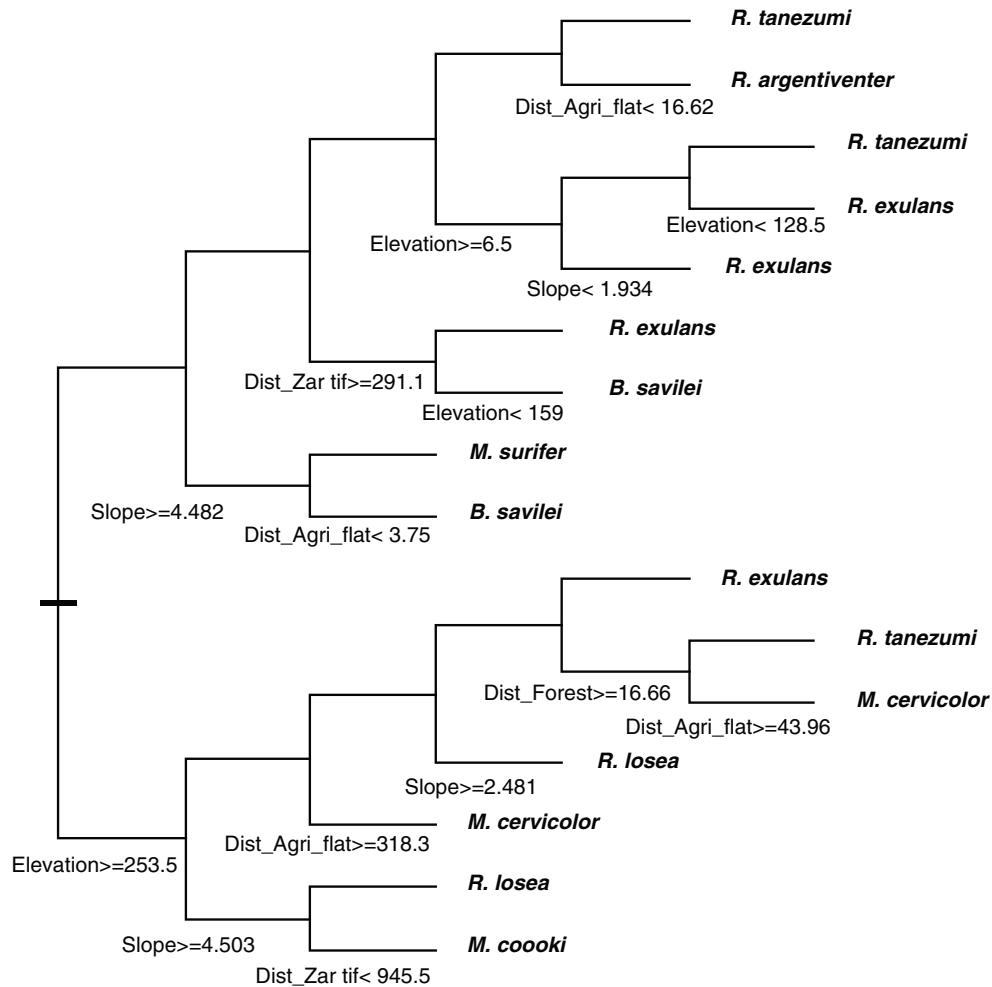 R. tanezumi
R. argentiventer
Dist_Agri_flat< 16.62
R. tanezumi
R. exulans
Elevation< 128.5
Elevation>=6.5
R. exulans
Slope< 1.934
R. exulans
Dist_Zar tif>=291.1
B. savilei
Elevation< 159
M. surifer
Slope>=4.482
B. savilei
Dist_Agri_flat< 3.75
R. exulans
R. tanezumi
Dist_Forest>=16.66
M. cervicolor
Dist_Agri_flat>=43.96
R. losea
Slope>=2.481
M. cervicolor
Dist_Agri_flat>=318.3
Elevation>=253.5
R. losea
Slope>=4.503
M. coooki
Dist_Zar tif< 945.5